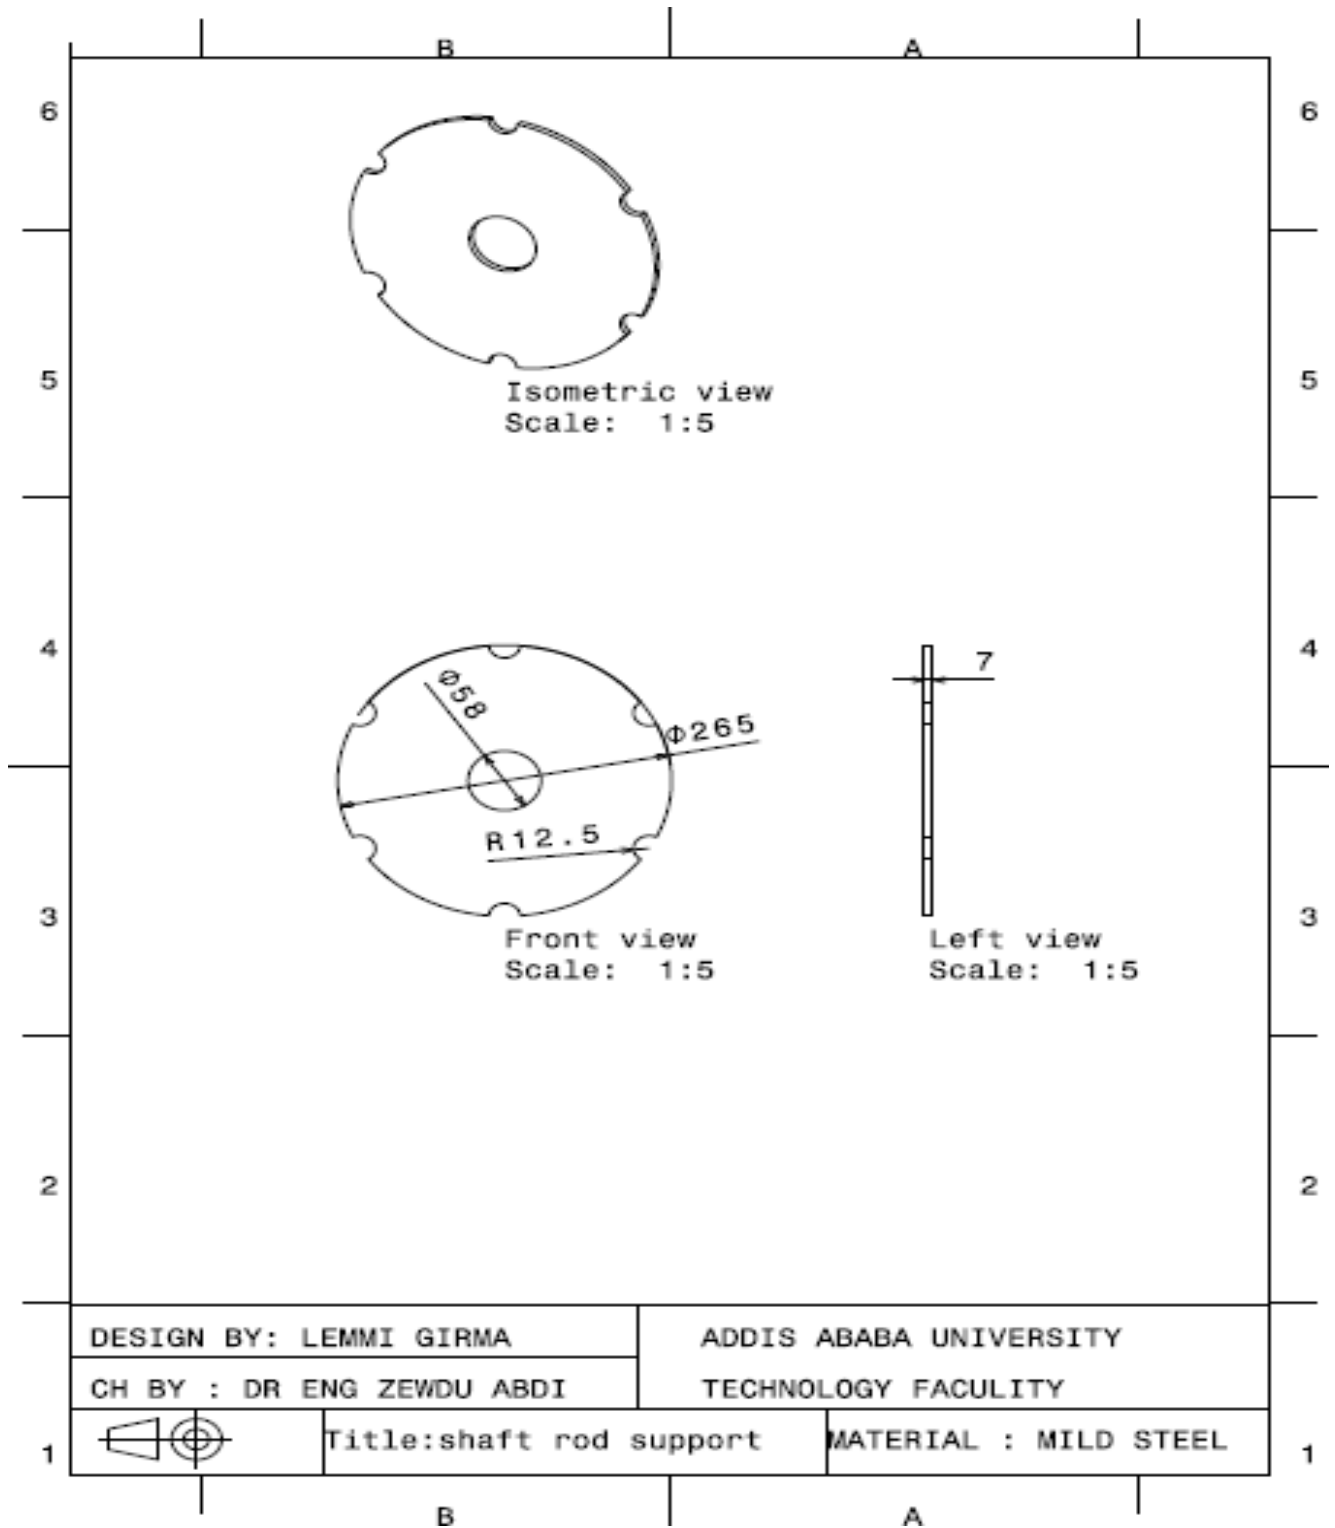 B A
6 6
Isometric view
Scale: 1:5
5 5
4 4
Φ58
7
Φ265
R12.5
3 3
Front view
Scale: 1:5
Left view
Scale: 1:5
2 2
DESIGN BY: LEMMI GIRMA
ADDIS ABABA UNIVERSITY
CH BY : DR ENG ZEWDU ABDI
TECHNOLOGY FACULITY
Title:shaft rod support
MATERIAL : MILD STEEL
1 1
B A